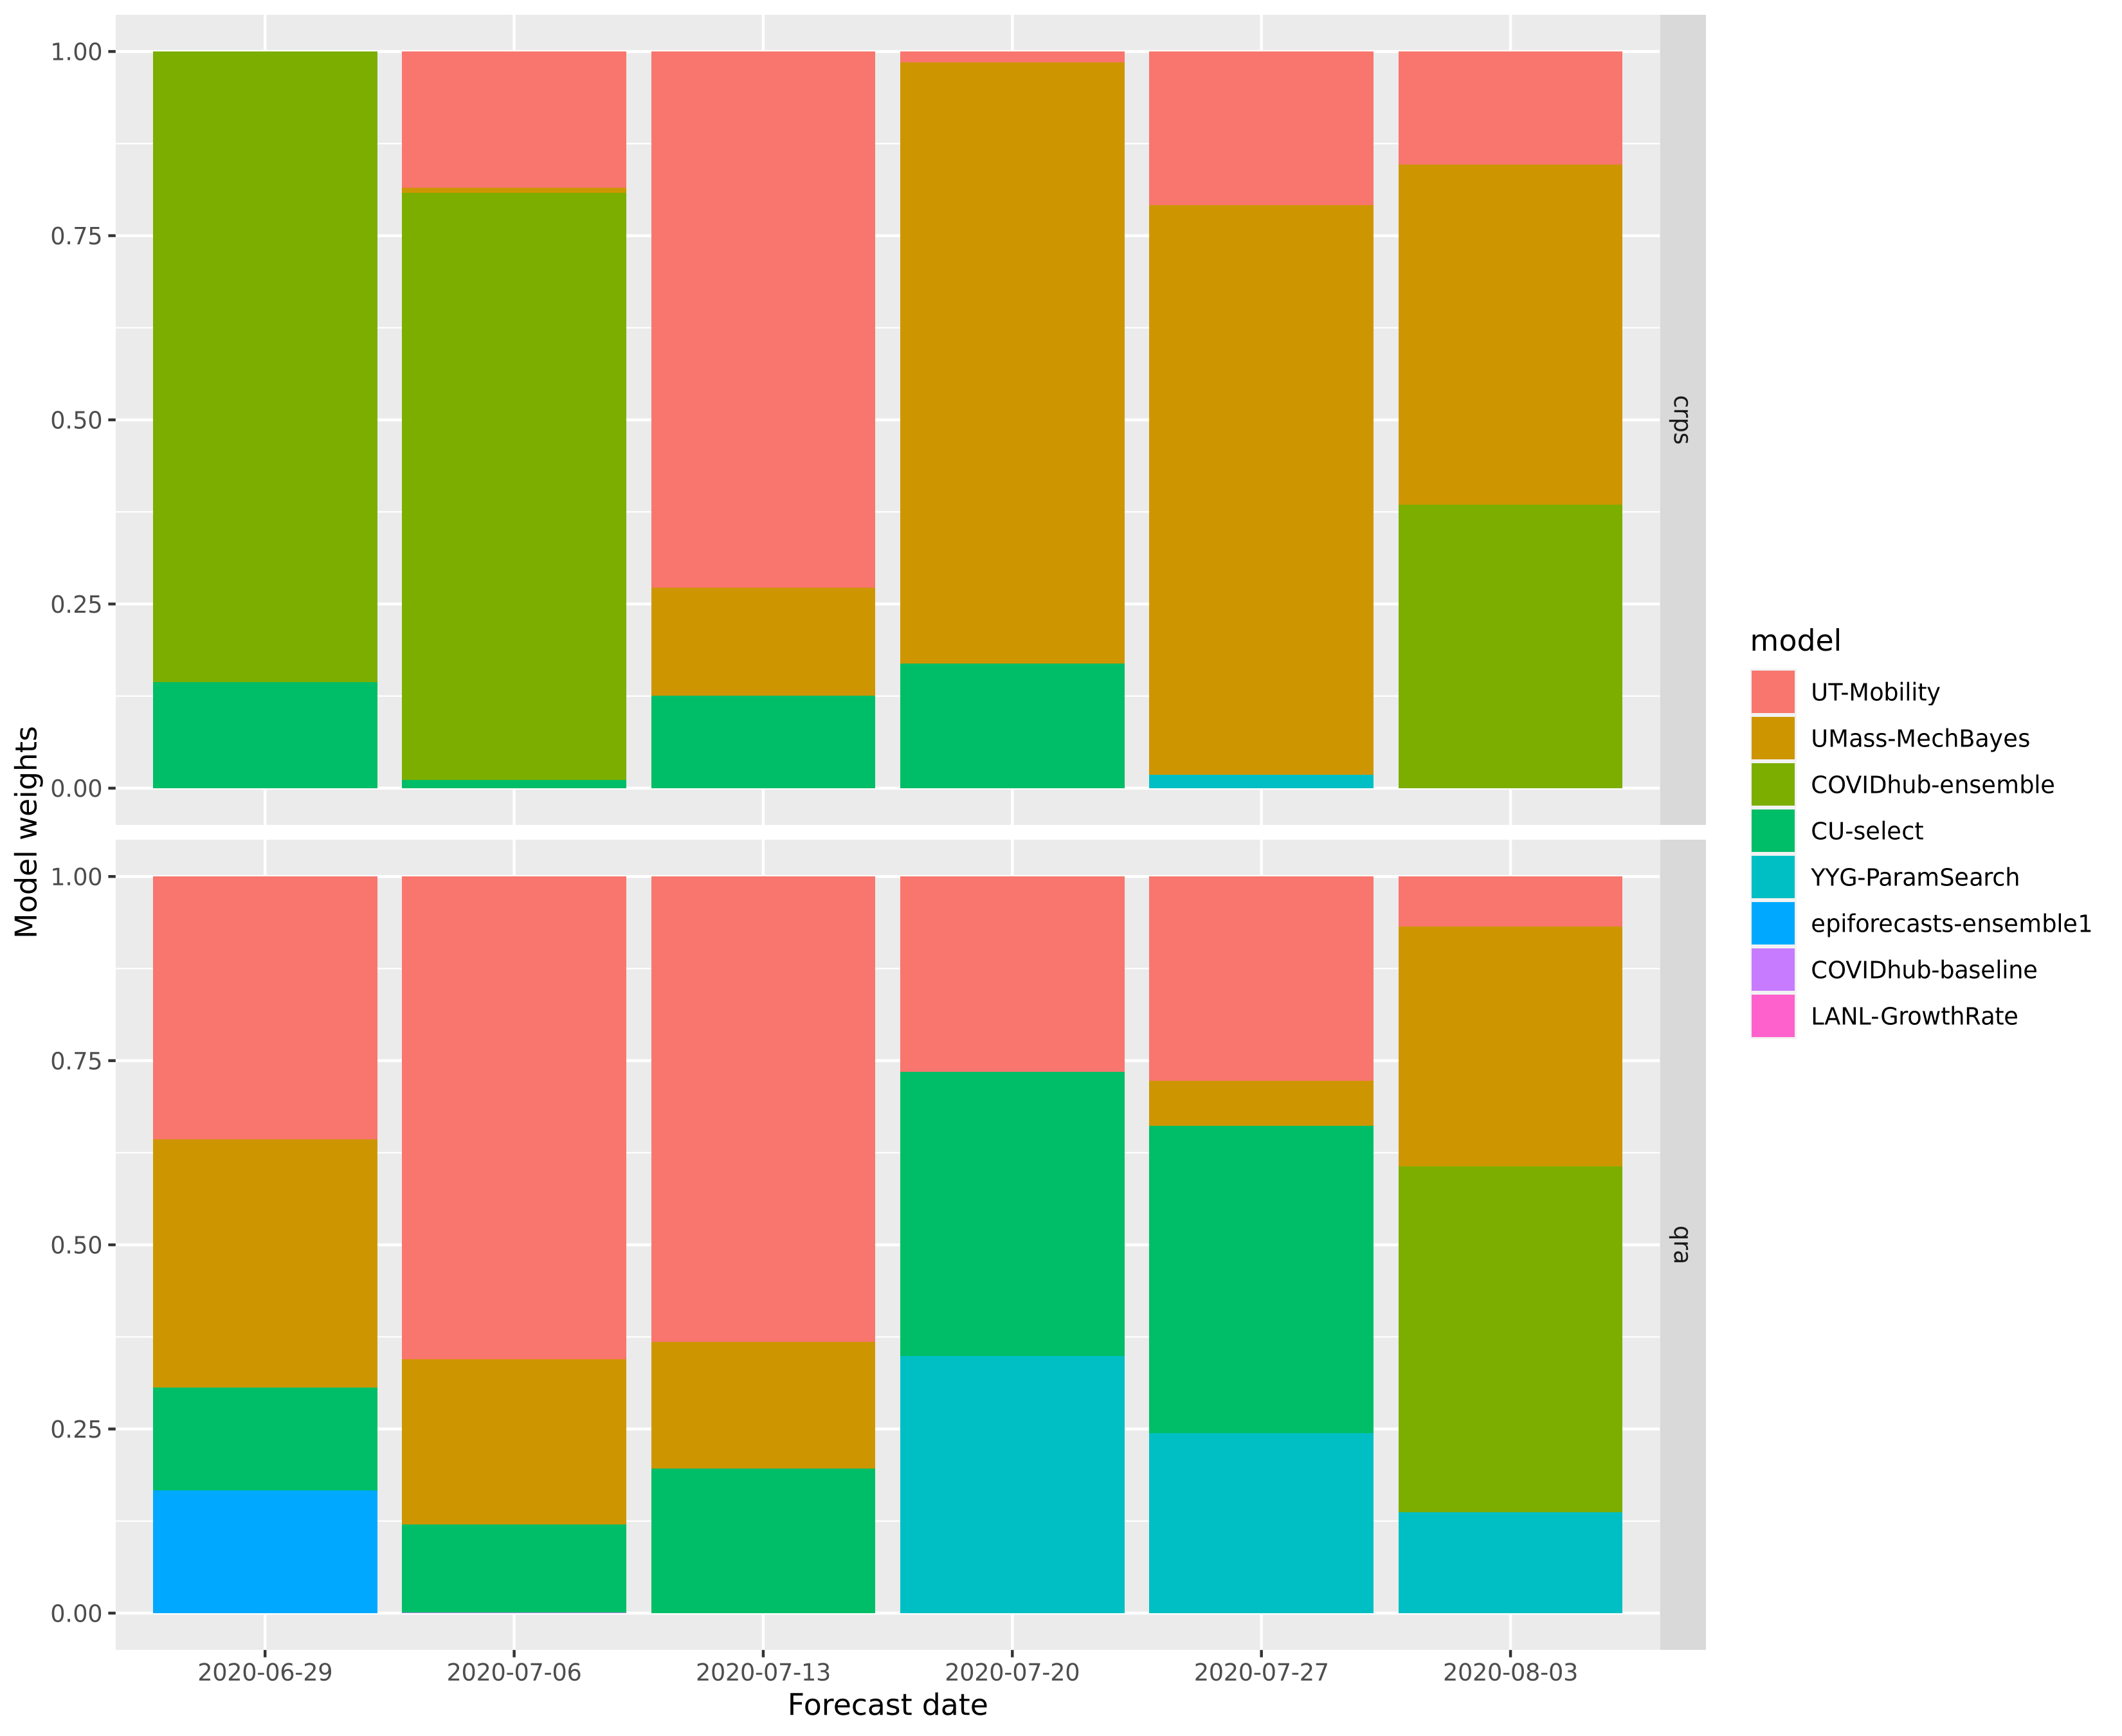 Model weights
1.00
0.75
0.50
0.25
0.00
crps
1.00
0.75
0.50
0.25
0.00
qra
2020-06-29 2020-07-06 2020-07-13 2020-07-20 2020-07-27 2020-08-03
Forecast date
model
UT-Mobility
UMass-MechBayes
COVIDhub-ensemble
CU-select
YYG-ParamSearch
epiforecasts-ensemble1
COVIDhub-baseline
LANL-GrowthRate